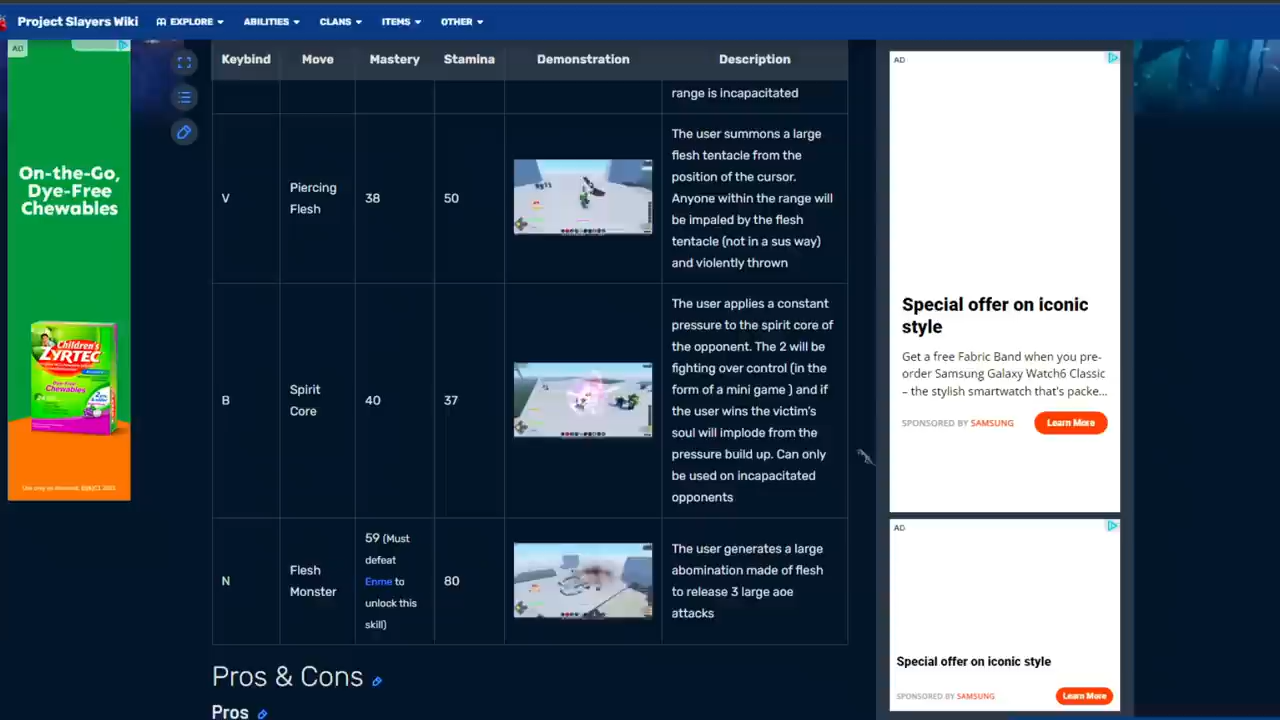 Project Slayers Wiki
EXPLORE
ABILITIES
CLANS
ITEMS
OTHER
AD
On-the-Go,
Dye-Free
Chewables
Children's
ZYRTEC
Keybind
Move
Mastery
Stamina
Demonstration
Description
range is incapacitated
V
Piercing
Flesh
38
50
The user summons a large
flesh tentacle from the
position of the cursor.
Anyone within the range will
be impaled by the flesh
tentacle (not in a sus way)
and violently thrown
B
Spirit
Core
40
37
The user applies a constant
pressure to the spirit core of
the opponent. The 2 will be
fighting over control (in the
form of a mini game ) and if
the user wins the victim's
soul will implode from the
pressure build up. Can only
be used on incapacitated
opponents
N
Flesh
Monster
59 (Must
defeat
Enme to
unlock this
skill)
80
The user generates a large
abomination made of flesh
to release 3 large aoe
attacks
Pros & Cons
Pros
AD
Special offer on iconic
style
Get a free Fabric Band when you pre-
order Samsung Galaxy Watch6 Classic
– the stylish smartwatch that's packe...
SPONSORED BY SAMSUNG
Learn More
AD
Special offer on iconic style
SPONSORED BY SAMSUNG
Learn More